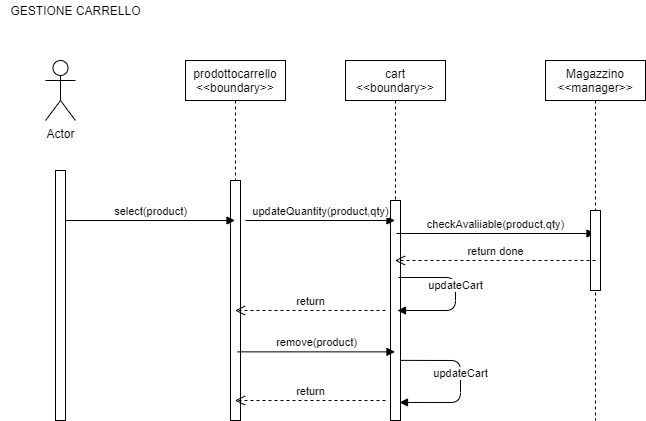 GESTIONE CARRELLO
prodottocarrello
<<boundary>>
cart
<<boundary>>
Magazzino
<<manager>>
Actor
select(product)
updateQuantity(product,qty)
checkAvaliiable(product,qty)
return done
updateCart
return
remove(product)
updateCart
return